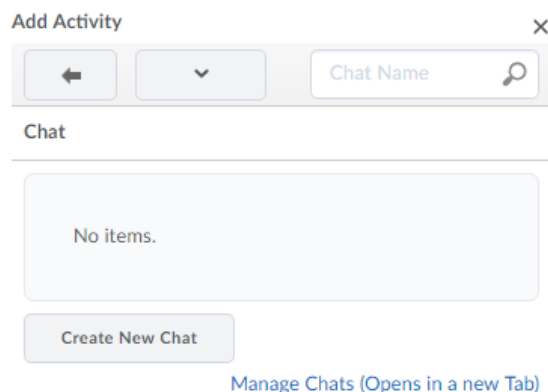 Add Activity
Chat Name
Chat
No items.
Create New Chat
Manage Chats (Opens in a new Tab)